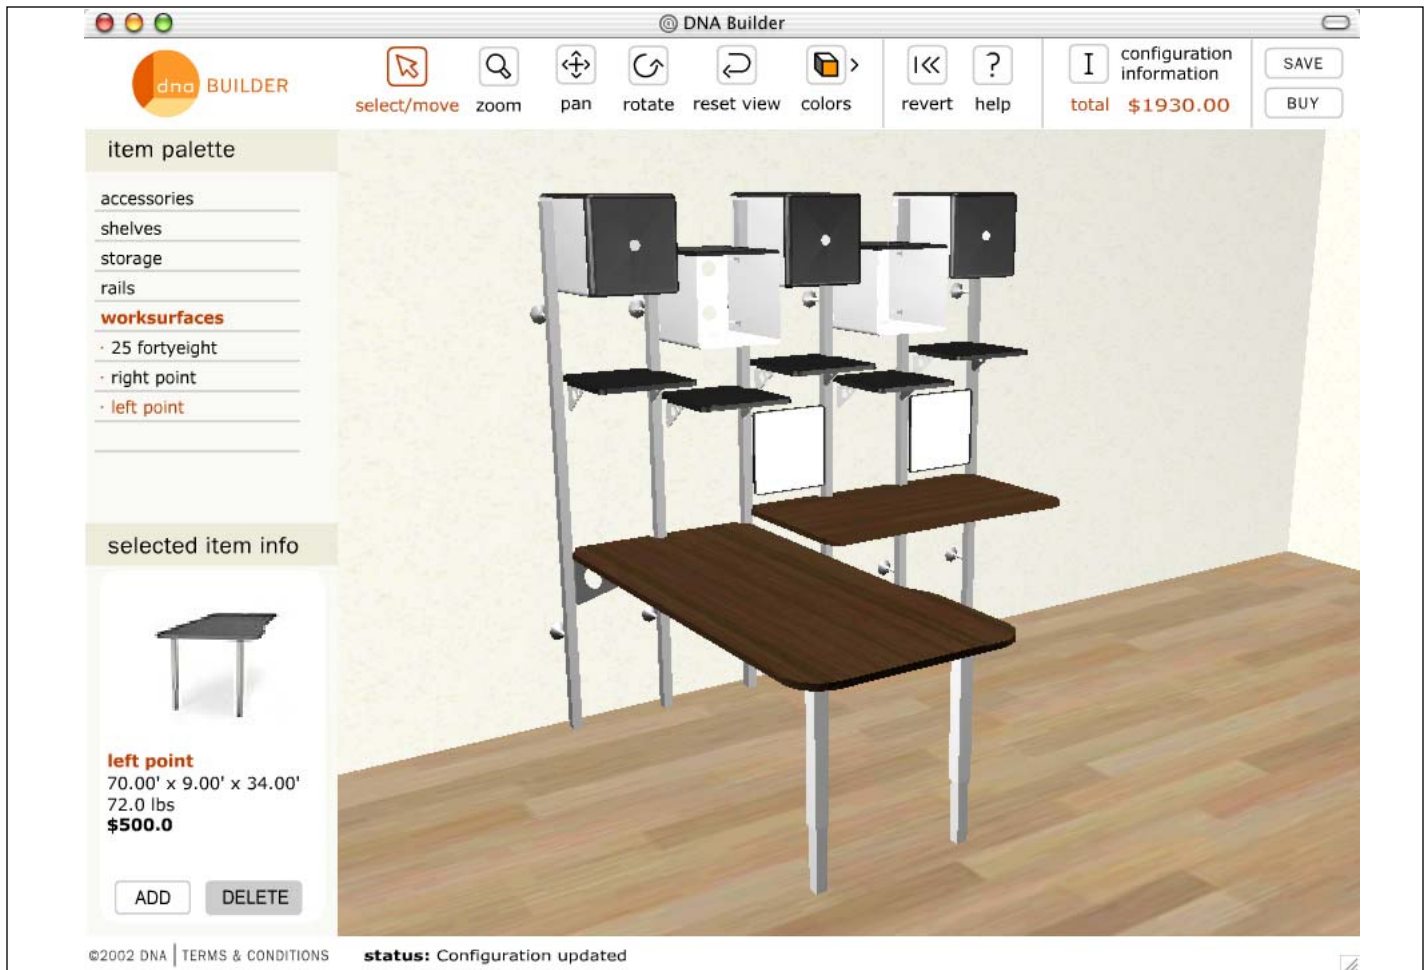 @ DNA Builder
dna BUILDER
select/move
zoom
pan
rotate
reset view
colors
revert
?
help
I
configuration
information
total $1930.00
SAVE
BUY
item palette
accessories
shelves
storage
rails
worksurfaces
· 25 fortyeight
· right point
· left point
selected item info
left point
70.00' x 9.00' x 34.00'
72.0 lbs
$500.0
ADD
DELETE
©2002 DNA | TERMS & CONDITIONS
status: Configuration updated